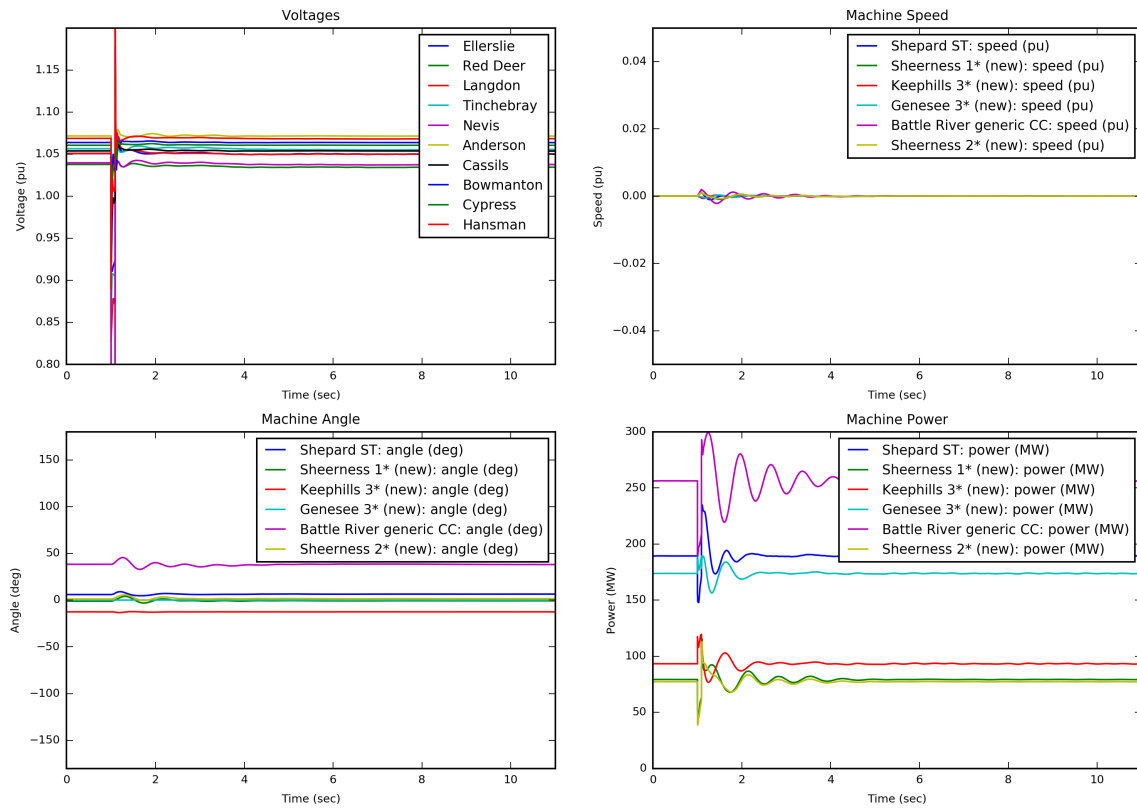 Voltages
1.15
1.10
1.05
1.00
0.95
0.90
0.85
0.80
Voltage (pu)
Ellerslie
Red Deer
Langdon
Tinchebray
Nevis
Anderson
Cassils
Bowmanton
Cypress
Hansman
0 2 4 6 8 10
Time (sec)
Machine Speed
0.04
0.02
0.00
−0.02
−0.04
Speed (pu)
Shepard ST: speed (pu)
Sheerness 1* (new): speed (pu)
Keephills 3* (new): speed (pu)
Genesee 3* (new): speed (pu)
Battle River generic CC: speed (pu)
Sheerness 2* (new): speed (pu)
0 2 4 6 8 10
Time (sec)
Machine Angle
150
100
50
0
−50
−100
−150
Angle (deg)
Shepard ST: angle (deg)
Sheerness 1* (new): angle (deg)
Keephills 3* (new): angle (deg)
Genesee 3* (new): angle (deg)
Battle River generic CC: angle (deg)
Sheerness 2* (new): angle (deg)
0 2 4 6 8 10
Time (sec)
Machine Power
300
250
200
150
100
50
0
Power (MW)
Shepard ST: power (MW)
Sheerness 1* (new): power (MW)
Keephills 3* (new): power (MW)
Genesee 3* (new): power (MW)
Battle River generic CC: power (MW)
Sheerness 2* (new): power (MW)
0 2 4 6 8 10
Time (sec)